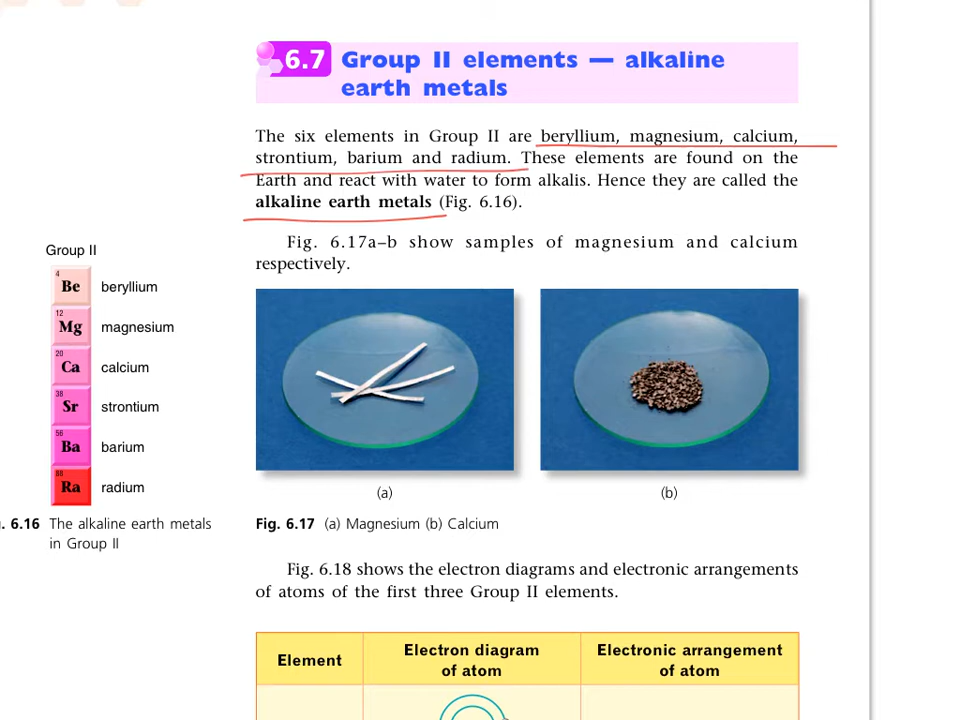 6.7 Group II elements — alkaline
earth metals
The six elements in Group II are beryllium, magnesium, calcium,
strontium, barium and radium. These elements are found on the
Earth and react with water to form alkalis. Hence they are called the
alkaline earth metals (Fig. 6.16).
Fig. 6.17a–b show samples of magnesium and calcium
respectively.
Group II
4
Be beryllium
12
Mg magnesium
20
Ca calcium
38
Sr strontium
56
Ba barium
88
Ra radium
. 6.16 The alkaline earth metals
in Group II
(a)
(b)
Fig. 6.17 (a) Magnesium (b) Calcium
Fig. 6.18 shows the electron diagrams and electronic arrangements
of atoms of the first three Group II elements.
Element
Electron diagram
of atom
Electronic arrangement
of atom